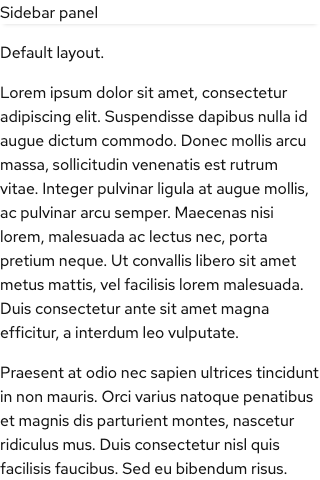 Sidebar panel
Default layout.
Lorem ipsum dolor sit amet, consectetur
adipiscing elit. Suspendisse dapibus nulla id
augue dictum commodo. Donec mollis arcu
massa, sollicitudin venenatis est rutrum
vitae. Integer pulvinar ligula at augue mollis,
ac pulvinar arcu semper. Maecenas nisi
lorem, malesuada ac lectus nec, porta
pretium neque. Ut convallis libero sit amet
metus mattis, vel facilisis lorem malesuada.
Duis consectetur ante sit amet magna
efficitur, a interdum leo vulputate.
Praesent at odio nec sapien ultrices tincidunt
in non mauris. Orci varius natoque penatibus
et magnis dis parturient montes, nascetur
ridiculus mus. Duis consectetur nisl quis
facilisis faucibus. Sed eu bibendum risus.